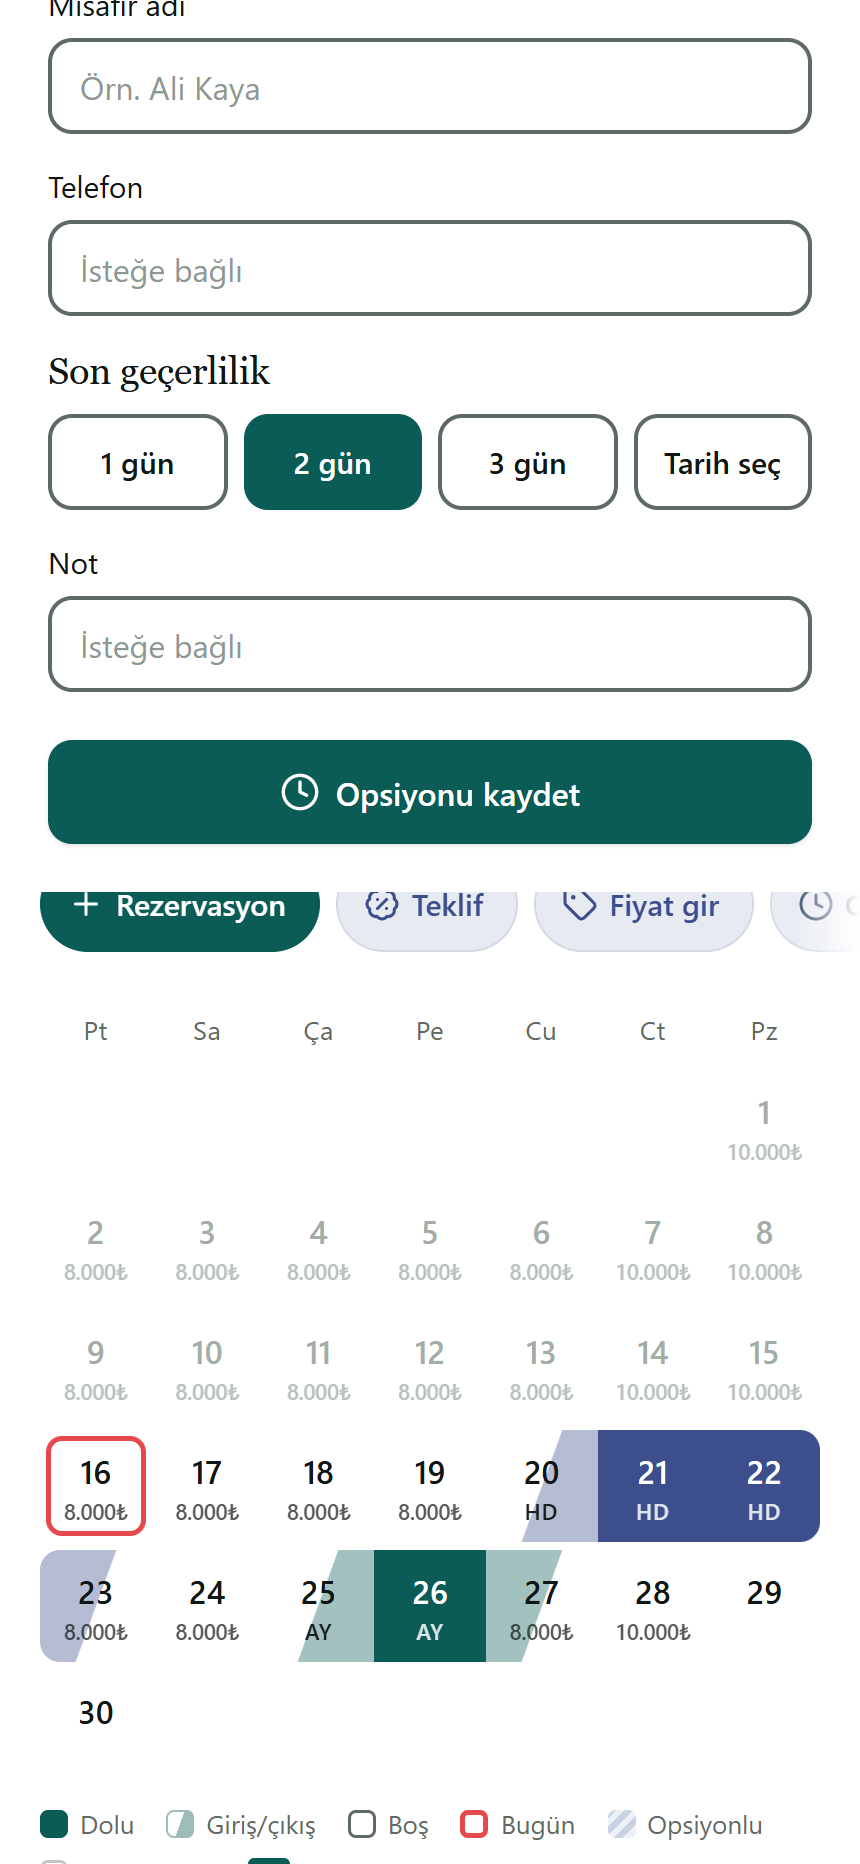 Misafir adı
Örn. Ali Kaya
Telefon
İsteğe bağlı
Son geçerlilik
1 gün 2 gün 3 gün Tarih seç
Not
İsteğe bağlı
Opsiyonu kaydet
Rezervasyon Teklif Fiyat gir
Pt Sa Ça Pe Cu Ct Pz
1
10.000₺
2 3 4 5 6 7 8
8.000₺ 8.000₺ 8.000₺ 8.000₺ 8.000₺ 10.000₺ 10.000₺
9 10 11 12 13 14 15
8.000₺ 8.000₺ 8.000₺ 8.000₺ 8.000₺ 10.000₺ 10.000₺
16 17 18 19 20 21 22
8.000₺ 8.000₺ 8.000₺ 8.000₺ HD HD HD
23 24 25 26 27 28 29
8.000₺ 8.000₺ AY AY 8.000₺ 10.000₺
30
Dolu Giriş/çıkış Boş Bugün Opsiyonlu